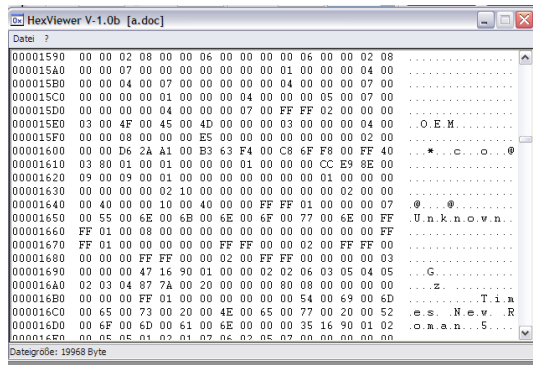 HexViewer V-1.0b [a.doc]
Datei ?
00001590 00 00 02 08 00 00 06 00 00 00 00 06 00 00 02 08 ................
000015A0 00 00 07 00 00 00 00 00 00 01 00 00 00 04 00 ................
000015B0 00 00 04 00 07 00 00 00 00 00 04 00 00 07 00 ................
000015C0 00 00 00 00 01 00 00 00 04 00 00 00 05 00 07 00 ................
000015D0 00 00 00 00 04 00 00 00 07 00 FF FF 02 00 00 00 ................
000015E0 03 00 4F 00 45 00 4D 00 00 00 03 00 00 00 04 00 ..O.E.M.........
000015F0 00 00 08 00 00 00 E5 00 00 00 00 00 00 00 02 00 ................
00001600 00 00 D6 2A A1 00 B3 63 F4 00 C8 6F F8 00 FF 40 ...*...c...o...@
00001610 03 80 01 00 01 00 00 00 01 00 00 00 CC E9 8E 00 ................
00001620 09 00 09 00 01 00 00 00 00 00 00 00 01 00 00 00 ................
00001630 00 00 00 00 02 10 00 00 00 00 00 00 00 02 00 00 ................
00001640 00 40 00 00 10 00 40 00 00 FF FF 01 00 00 00 07 .@....@.........
00001650 00 55 00 6E 00 6B 00 6E 00 6F 00 77 00 6E 00 FF .U.n.k.n.o.w.n..
00001660 FF 01 00 08 00 00 00 00 00 00 00 00 00 00 00 FF ................
00001670 FF 01 00 00 00 00 00 FF FF 00 00 02 00 FF FF 00 ................
00001680 00 00 00 FF FF 00 00 02 00 FF FF 00 00 00 00 03 ................
00001690 00 00 00 47 16 90 01 00 00 02 02 06 03 05 04 05 ...G............
000016A0 02 03 04 87 7A 00 20 00 00 00 80 08 00 00 00 00 ....z. .........
000016B0 00 00 00 FF 01 00 00 00 00 00 00 54 00 69 00 6D ...........T.i.m
000016C0 00 65 00 73 00 20 00 4E 00 65 00 77 00 20 00 52 .e.s. .N.e.w. .R
000016D0 00 6F 00 6D 00 61 00 6E 00 00 00 35 16 90 01 02 .o.m.a.n...5....
000016E0 00 05 05 01 02 01 07 06 02 05 07 00 00 00 00 00
Dateigröße: 19968 Byte